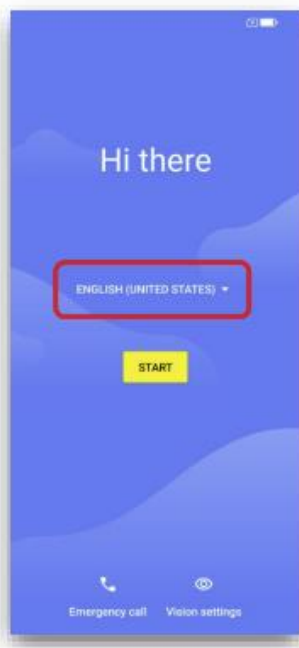 Hi there
ENGLISH (UNITED STATES)
START
Emergency call Vision settings